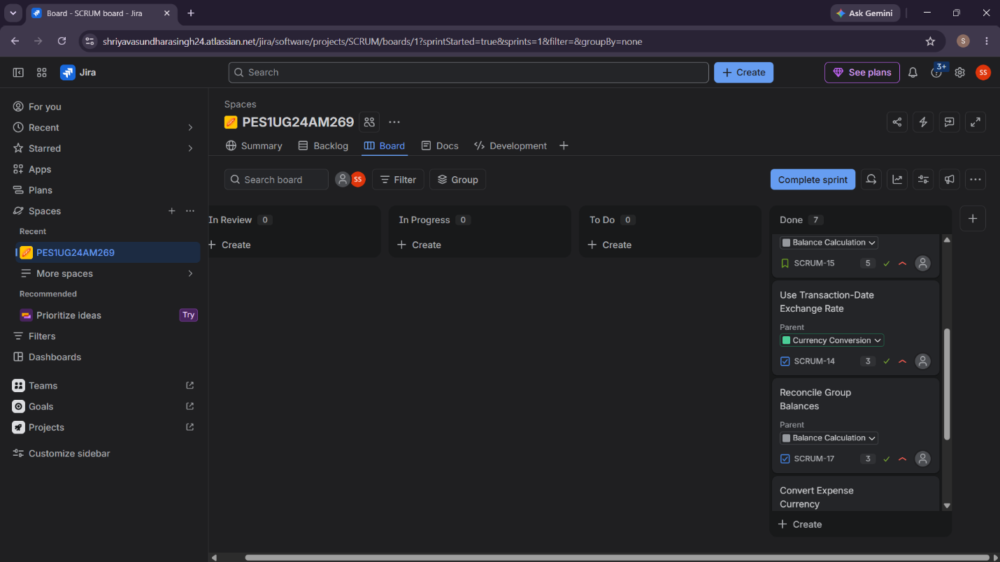 Board - SCRUM board - Jira
Ask Gemini
shriyavasundharasingh24.atlassian.net/jira/software/projects/SCRUM/boards/1?sprintStarted=true&sprints=1&filter=&groupBy=none
S
Jira
Search
Create
See plans
3+
SS
For you
Recent
Starred
Apps
Plans
Spaces
Recent
PES1UG24AM269
More spaces
Recommended
Prioritize ideas
Try
Filters
Dashboards
Teams
Goals
Projects
Customize sidebar
Spaces
PES1UG24AM269
Summary
Backlog
Board
Docs
Development
Search board
SS
Filter
Group
Complete sprint
In Review 0
Create
In Progress 0
Create
To Do 0
Create
Done 7
Balance Calculation
SCRUM-15 5
Use Transaction-Date
Exchange Rate
Parent
Currency Conversion
SCRUM-14 3
Reconcile Group
Balances
Parent
Balance Calculation
SCRUM-17 3
Convert Expense
Currency
Create